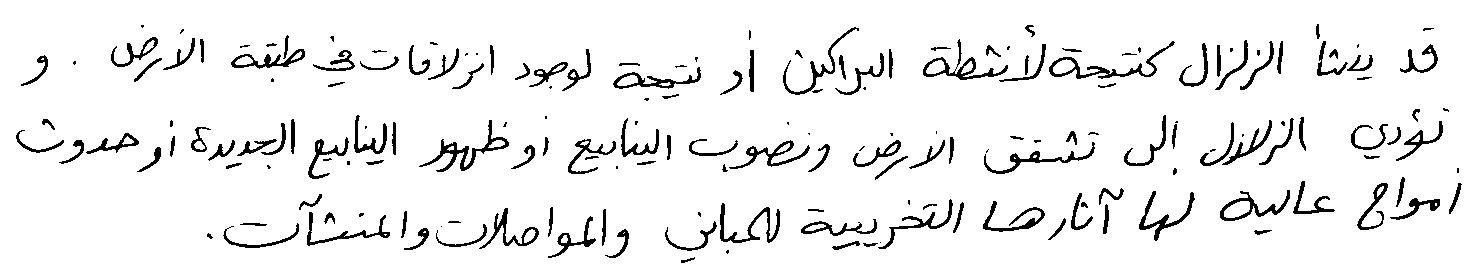 قد ينشأ الزلزال كنتيجة لأنشطة البراكين أو نتيجة لوجود انزلاقات في طبقة الأرض . و
تؤدي الزلازل إلى تشقق الأرض ونضوب الينابيع أو ظهور الينابيع الجديدة أو حدوث
أمواج عالية لها آثارها التخريبية للمباني والمواصلات والمنشآت .